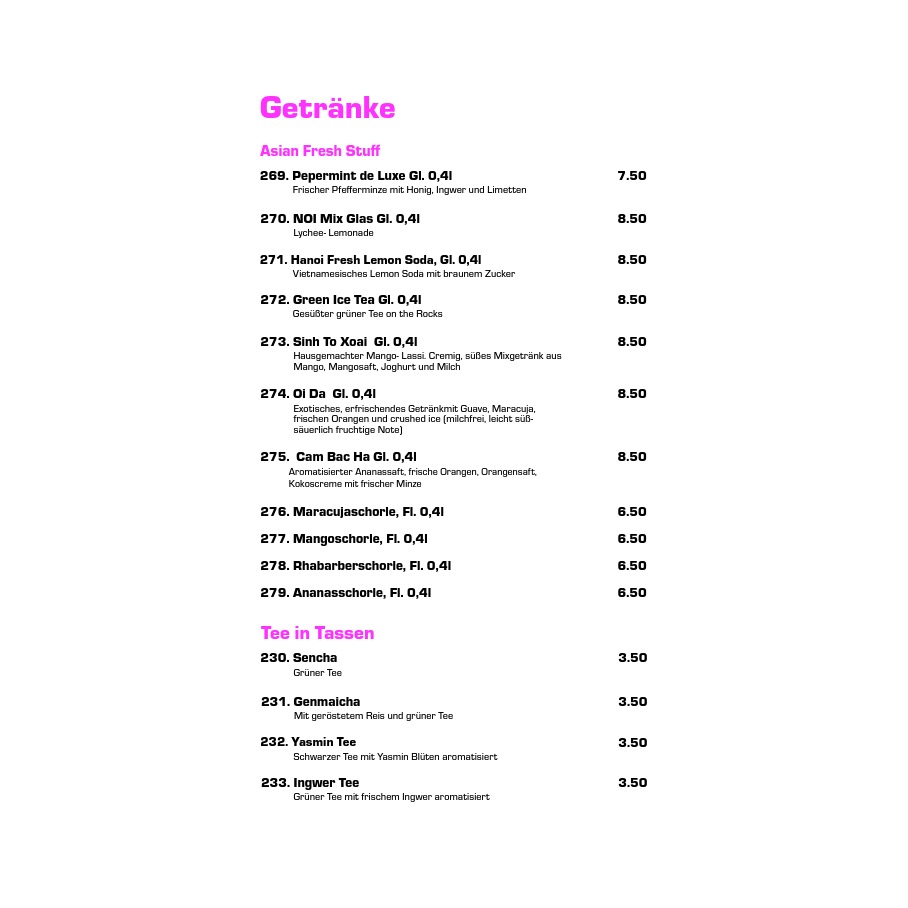 Getränke
Asian Fresh Stuff
269. Pepermint de Luxe Gl. 0,4l 7.50
Frischer Pfefferminze mit Honig, Ingwer und Limetten
270. NOI Mix Glas Gl. 0,4l 8.50
Lychee- Lemonade
271. Hanoi Fresh Lemon Soda, Gl. 0,4l 8.50
Vietnamesisches Lemon Soda mit braunem Zucker
272. Green Ice Tea Gl. 0,4l 8.50
Gesüßter grüner Tee on the Rocks
273. Sinh To Xoai Gl. 0,4l 8.50
Hausgemachter Mango- Lassi. Cremig, süßes Mixgetränk aus
Mango, Mangosaft, Joghurt und Milch
274. Oi Da Gl. 0,4l 8.50
Exotisches, erfrischendes Getränkmit Guave, Maracuja,
frischen Orangen und crushed ice (milchfrei, leicht süß-
säuerlich fruchtige Note)
275. Cam Bac Ha Gl. 0,4l 8.50
Aromatisierter Ananassaft, frische Orangen, Orangensaft,
Kokoscreme mit frischer Minze
276. Maracujaschorle, Fl. 0,4l 6.50
277. Mangoschorle, Fl. 0,4l 6.50
278. Rhabarberschorle, Fl. 0,4l 6.50
279. Ananasschorle, Fl. 0,4l 6.50
Tee in Tassen
230. Sencha 3.50
Grüner Tee
231. Genmaicha 3.50
Mit geröstetem Reis und grüner Tee
232. Yasmin Tee 3.50
Schwarzer Tee mit Yasmin Blüten aromatisiert
233. Ingwer Tee 3.50
Grüner Tee mit frischem Ingwer aromatisiert